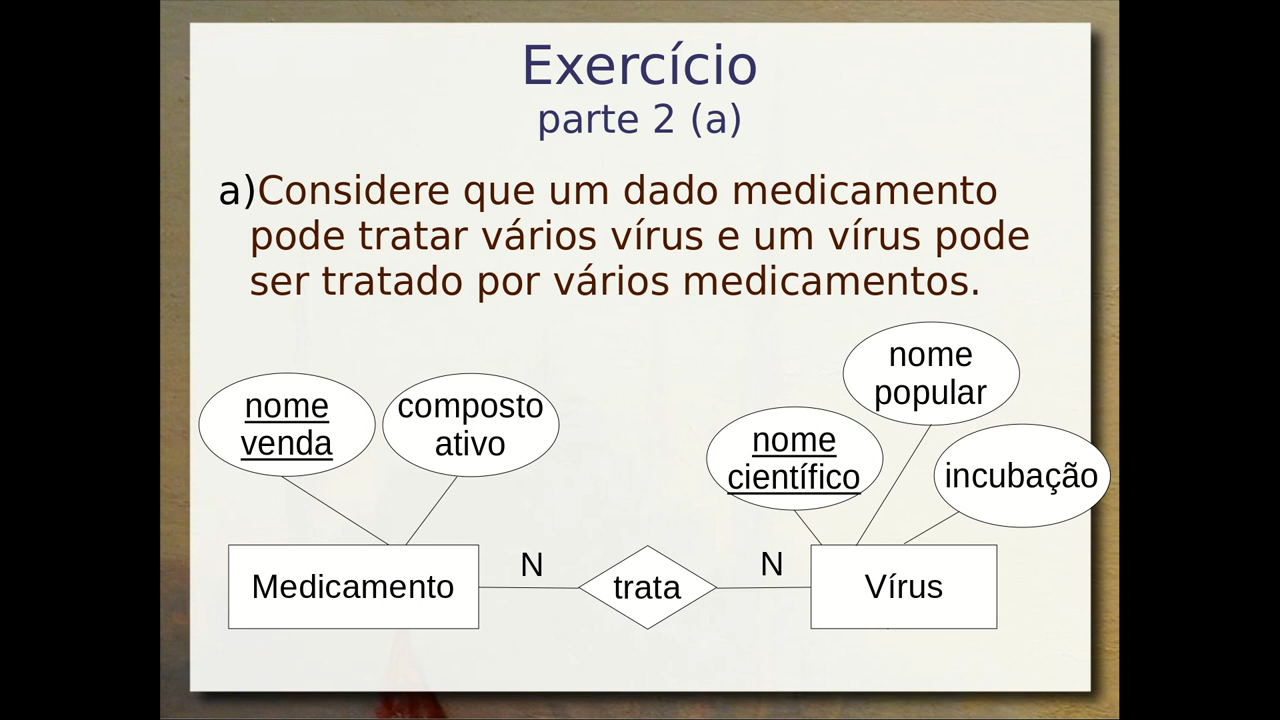 Exercício
parte 2 (a)
a)Considere que um dado medicamento
pode tratar vários vírus e um vírus pode
ser tratado por vários medicamentos.
nome
venda
composto
ativo
nome
científico
nome
popular
incubação
Medicamento
N
trata
N
Vírus